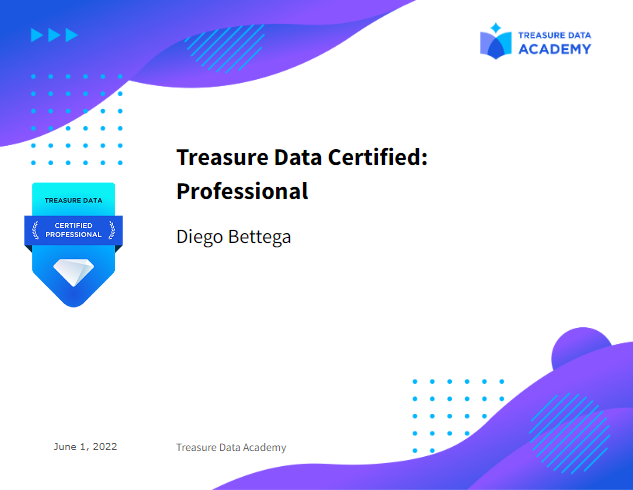 TREASURE DATA
ACADEMY
Treasure Data Certified:
Professional
TREASURE DATA
CERTIFIED
PROFESSIONAL
Diego Bettega
June 1, 2022
Treasure Data Academy